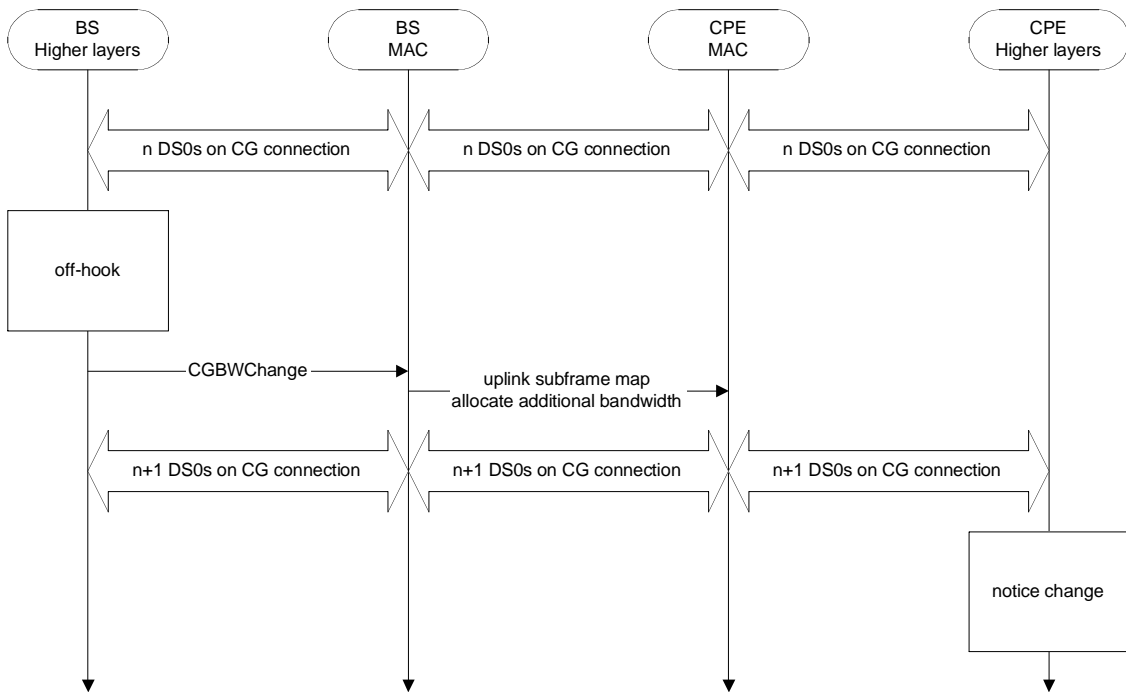 BS
Higher layers
BS
MAC
CPE
MAC
CPE
Higher layers
n DS0s on CG connection
n DS0s on CG connection
n DS0s on CG connection
off-hook
CGBWChange
uplink subframe map
allocate additional bandwidth
n+1 DS0s on CG connection
n+1 DS0s on CG connection
n+1 DS0s on CG connection
notice change